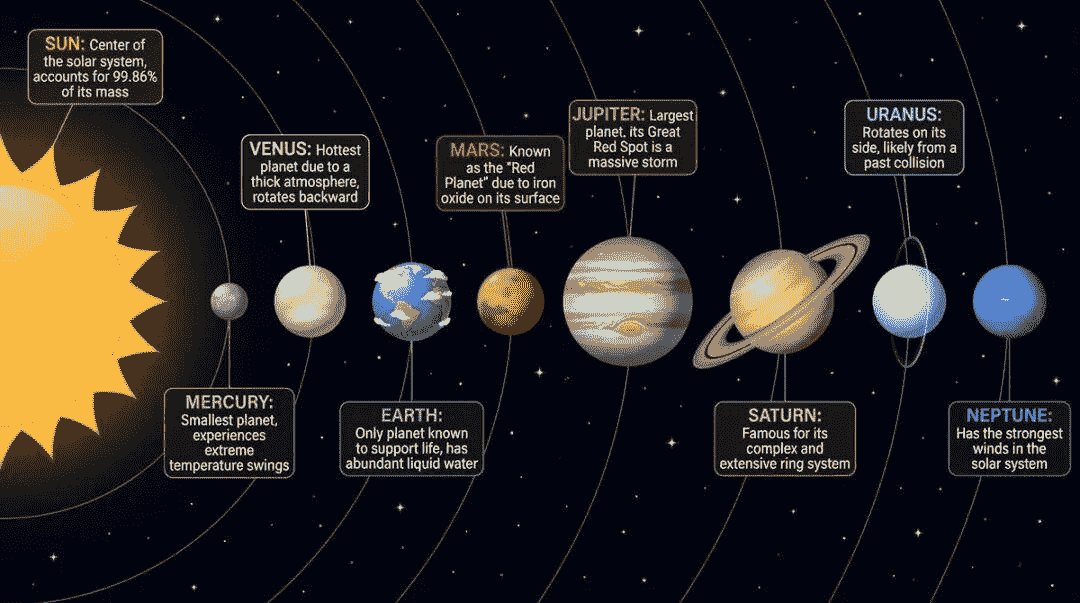 SUN: Center of
the solar system,
accounts for 99.86%
of its mass
VENUS: Hottest
planet due to a
thick atmosphere,
rotates backward
MARS: Known
as the "Red
Planet" due to iron
oxide on its surface
JUPITER: Largest
planet, its Great
Red Spot is a
massive storm
URANUS:
Rotates on its
side, likely from a
past collision
MERCURY:
Smallest planet,
experiences
extreme
temperature swings
EARTH:
Only planet known
to support life, has
abundant liquid water
SATURN:
Famous for its
complex and
extensive ring system
NEPTUNE:
Has the strongest
winds in the
solar system